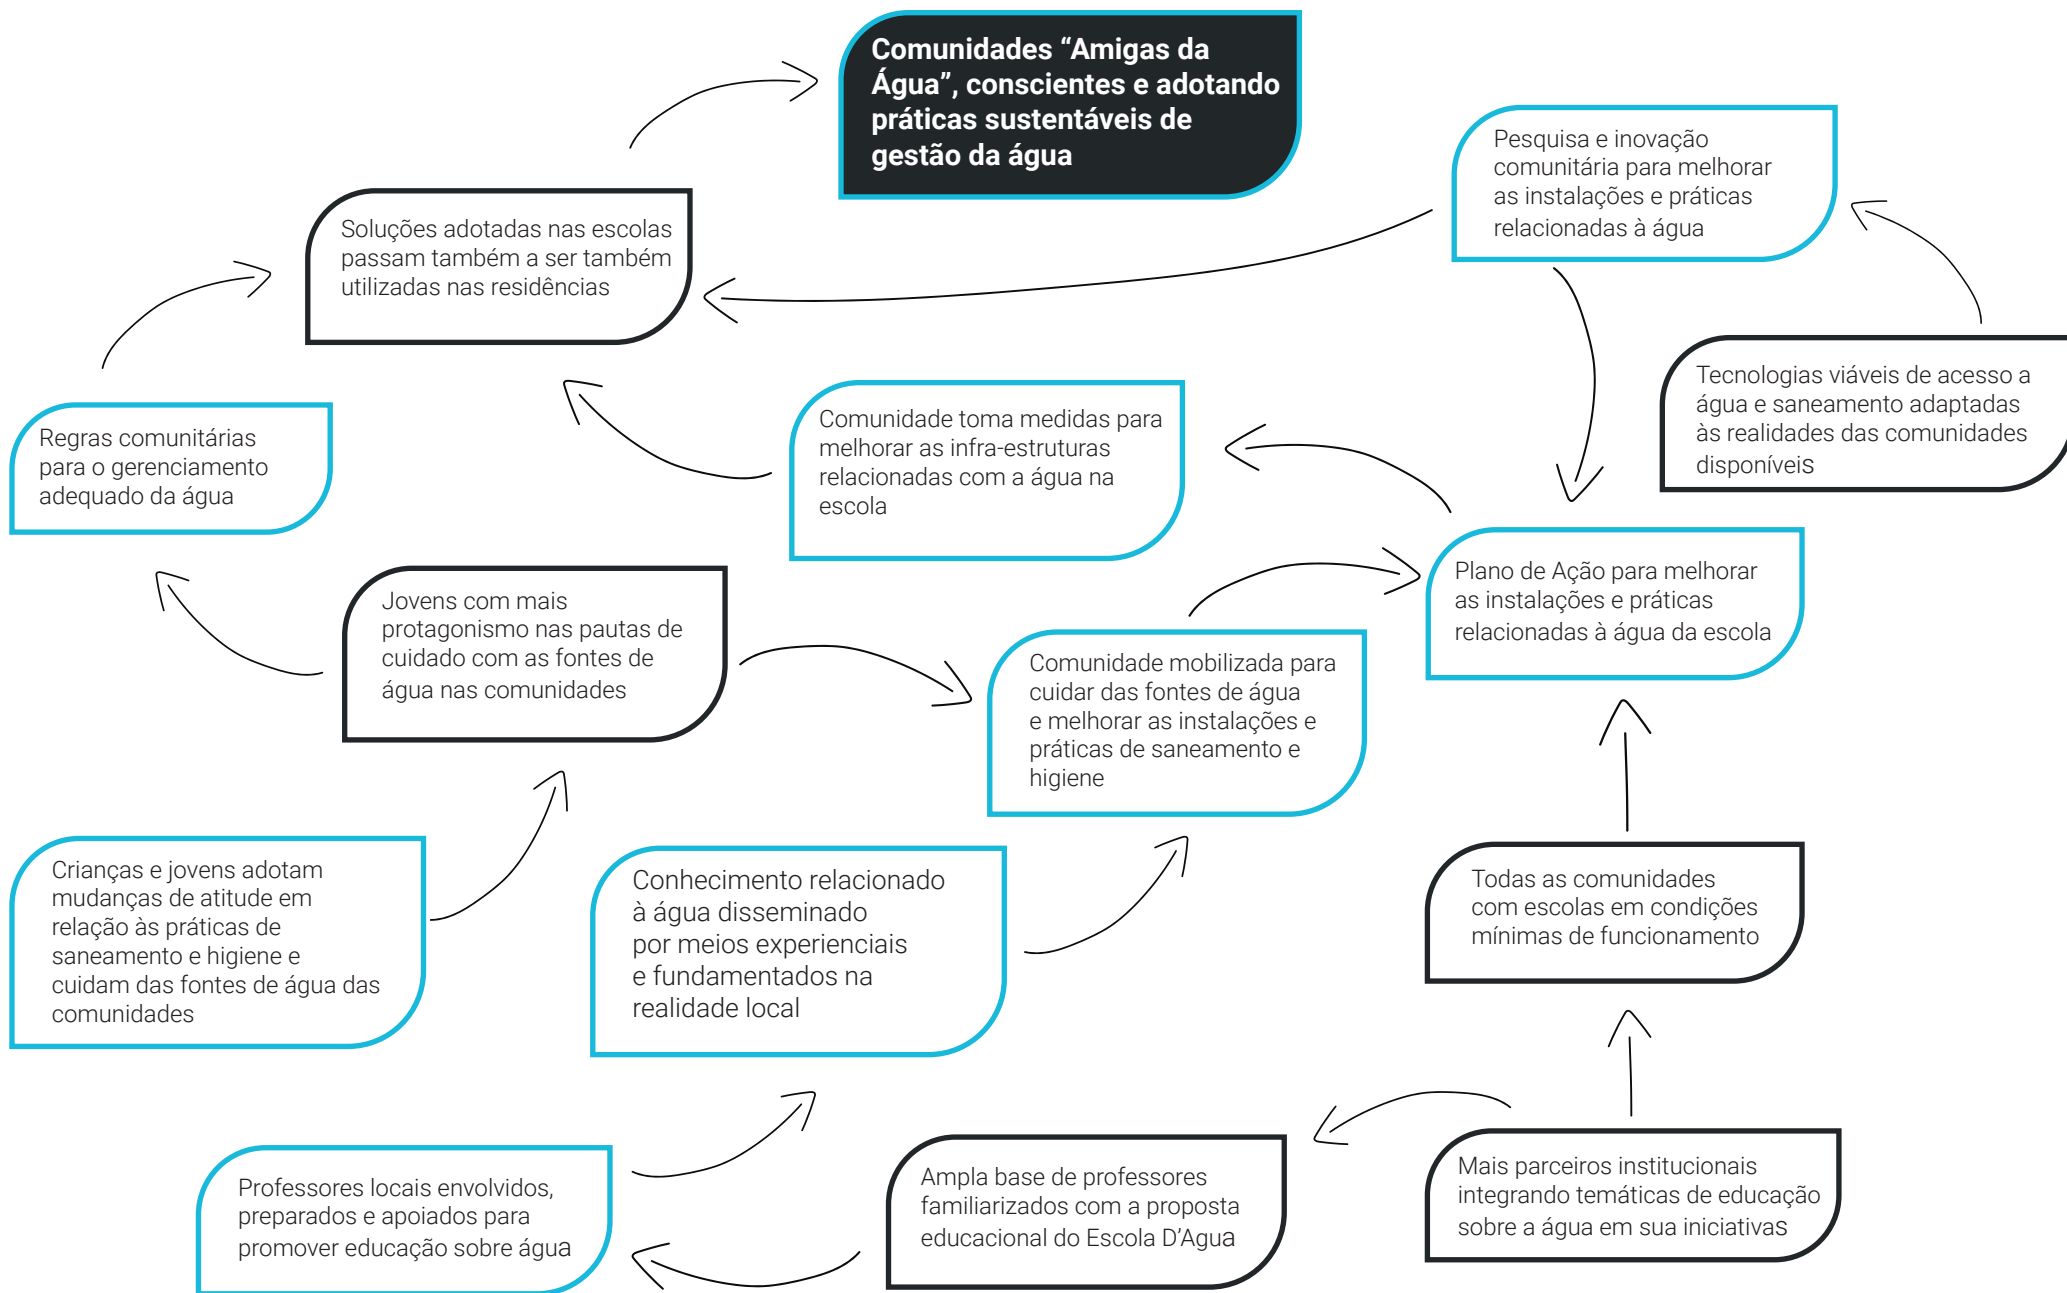 Comunidades “Amigas da
Água”, conscientes e adotando
práticas sustentáveis de
gestão da água
Pesquisa e inovação
comunitária para melhorar
as instalações e práticas
relacionadas à água
Soluções adotadas nas escolas
passam também a ser também
utilizadas nas residências
Tecnologias viáveis de acesso a
água e saneamento adaptadas
às realidades das comunidades
disponíveis
Regras comunitárias
para o gerenciamento
adequado da água
Comunidade toma medidas para
melhorar as infra-estruturas
relacionadas com a água na
escola
Plano de Ação para melhorar
as instalações e práticas
relacionadas à água da escola
Jovens com mais
protagonismo nas pautas de
cuidado com as fontes de
água nas comunidades
Comunidade mobilizada para
cuidar das fontes de água
e melhorar as instalações e
práticas de saneamento e
higiene
Crianças e jovens adotam
mudanças de atitude em
relação às práticas de
saneamento e higiene e
cuidam das fontes de água das
comunidades
Conhecimento relacionado
à água disseminado
por meios experienciais
e fundamentados na
realidade local
Todas as comunidades
com escolas em condições
mínimas de funcionamento
Professores locais envolvidos,
preparados e apoiados para
promover educação sobre água
Ampla base de professores
familiarizados com a proposta
educacional do Escola D’Agua
Mais parceiros institucionais
integrando temáticas de educação
sobre a água em sua iniciativas